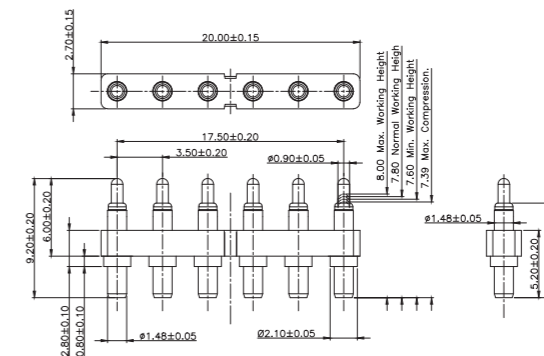 20.00±0.15
2.70±0.15
17.50±0.20
3.50±0.20
ø0.90±0.05
8.00 Max. Working Height
7.80 Normal Working Heigh
7.60 Min. Working Height
7.39 Max. Compression.
9.20±0.20
6.00±0.20
2.80±0.10
0.80±0.10
ø1.48±0.05
Ø2.10±0.05
ø1.48±0.05
5.20±0.20